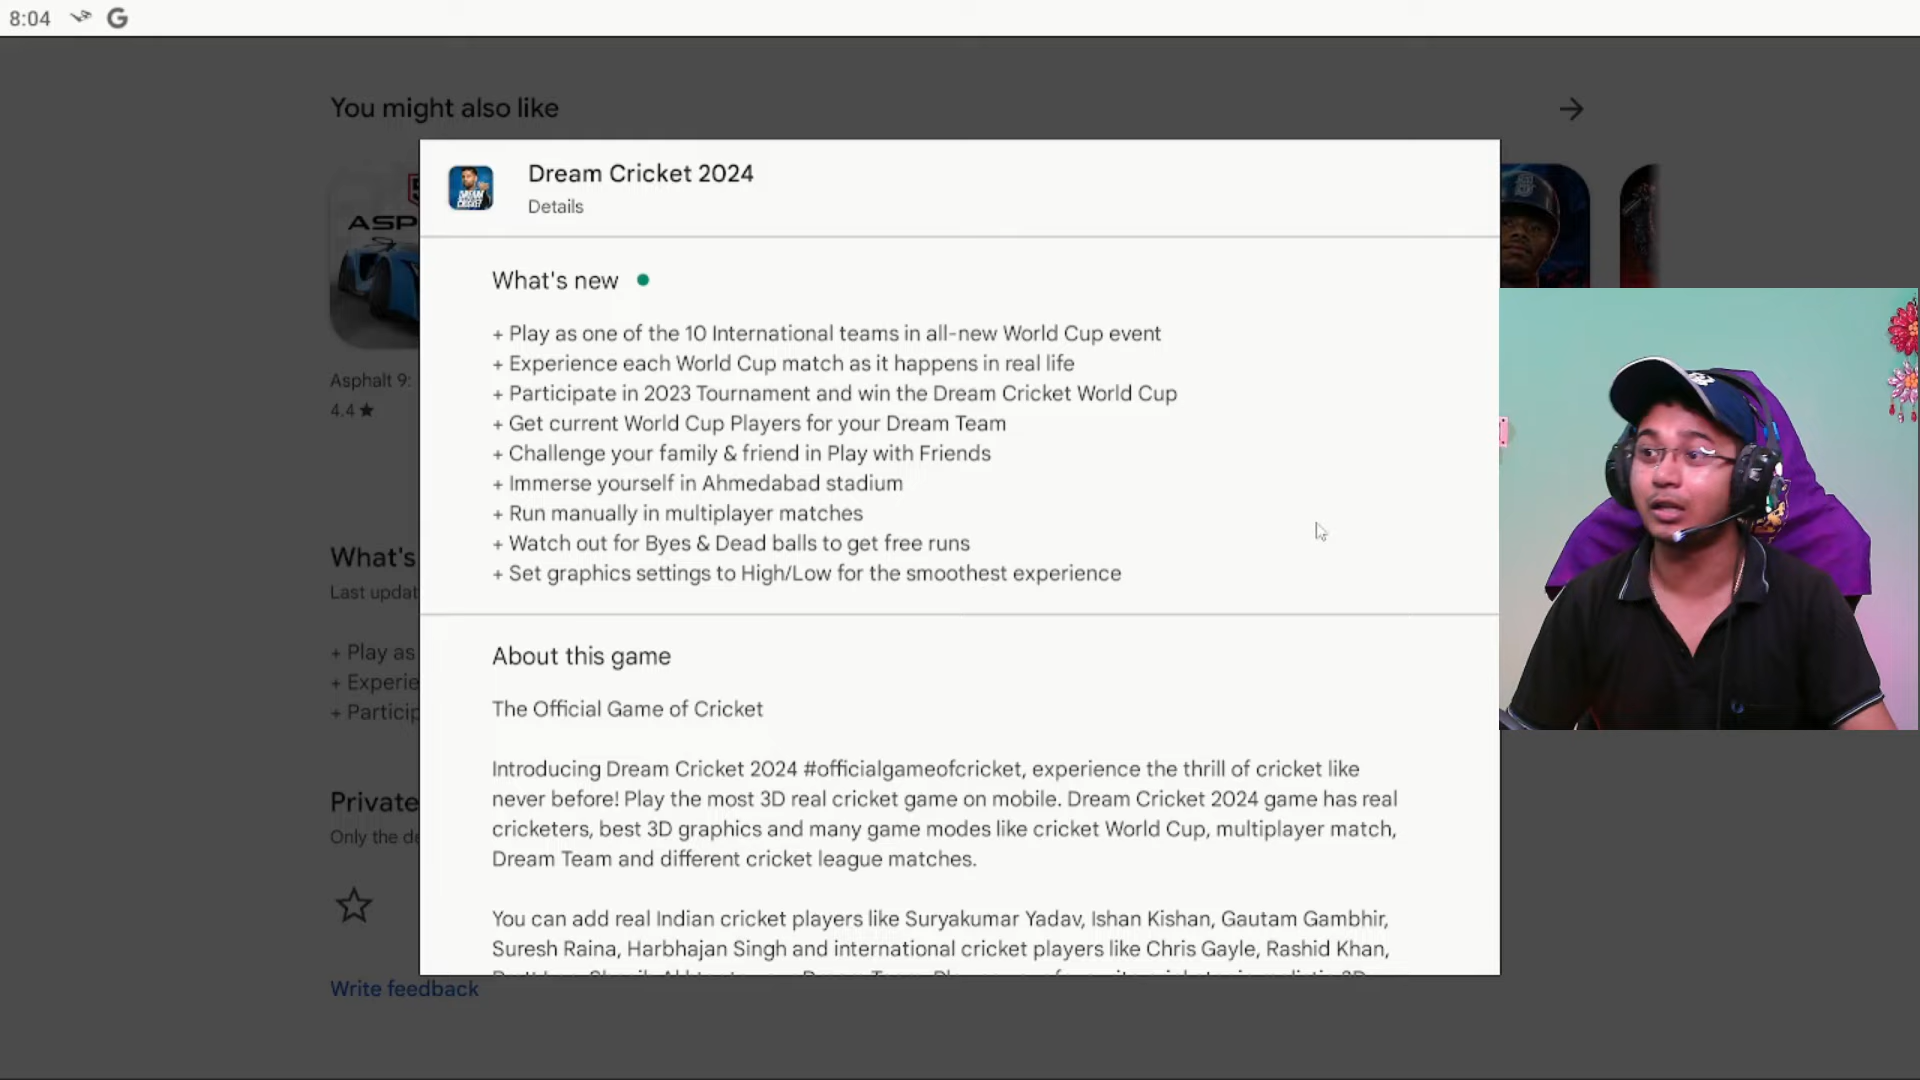 8:04
You might also like
Dream Cricket 2024
Details
ASP
Asphalt 9:
4.4★
What's new
+ Play as one of the 10 International teams in all-new World Cup event
+ Experience each World Cup match as it happens in real life
+ Participate in 2023 Tournament and win the Dream Cricket World Cup
+ Get current World Cup Players for your Dream Team
+ Challenge your family & friend in Play with Friends
+ Immerse yourself in Ahmedabad stadium
+ Run manually in multiplayer matches
+ Watch out for Byes & Dead balls to get free runs
+ Set graphics settings to High/Low for the smoothest experience
What's
Last updat
+ Play as
+ Experie
+ Particip
About this game
The Official Game of Cricket
Introducing Dream Cricket 2024 #officialgameofcricket, experience the thrill of cricket like
never before! Play the most 3D real cricket game on mobile. Dream Cricket 2024 game has real
cricketers, best 3D graphics and many game modes like cricket World Cup, multiplayer match,
Dream Team and different cricket league matches.
You can add real Indian cricket players like Suryakumar Yadav, Ishan Kishan, Gautam Gambhir,
Suresh Raina, Harbhajan Singh and international cricket players like Chris Gayle, Rashid Khan,
Private
Only the de
Write feedback